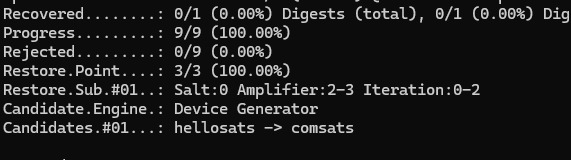 Recovered........: 0/1 (0.00%) Digests (total), 0/1 (0.00%) Dig
Progress.........: 9/9 (100.00%)
Rejected.........: 0/9 (0.00%)
Restore.Point....: 3/3 (100.00%)
Restore.Sub.#01..: Salt:0 Amplifier:2-3 Iteration:0-2
Candidate.Engine.: Device Generator
Candidates.#01...: hellosats -> comsats